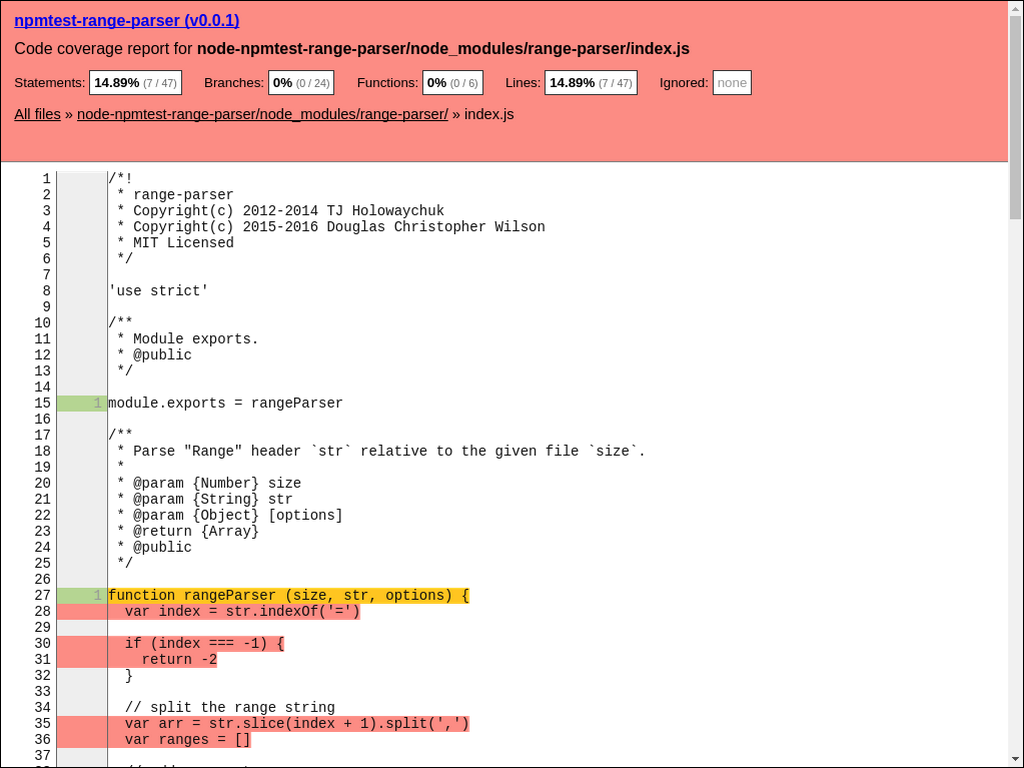 npmtest-range-parser (v0.0.1)
Code coverage report for node-npmtest-range-parser/node_modules/range-parser/index.js
Statements: 14.89% (7 / 47) Branches: 0% (0 / 24) Functions: 0% (0 / 6) Lines: 14.89% (7 / 47) Ignored: none
All files » node-npmtest-range-parser/node_modules/range-parser/ » index.js
1 /*!
2  * range-parser
3  * Copyright(c) 2012-2014 TJ Holowaychuk
4  * Copyright(c) 2015-2016 Douglas Christopher Wilson
5  * MIT Licensed
6  */
7
8 'use strict'
9
10 /**
11  * Module exports.
12  * @public
13  */
14
15 1 module.exports = rangeParser
16
17 /**
18  * Parse "Range" header `str` relative to the given file `size`.
19  *
20  * @param {Number} size
21  * @param {String} str
22  * @param {Object} [options]
23  * @return {Array}
24  * @public
25  */
26
27 1 function rangeParser (size, str, options) {
28   var index = str.indexOf('=')
29
30   if (index === -1) {
31     return -2
32   }
33
34   // split the range string
35   var arr = str.slice(index + 1).split(',')
36   var ranges = []
37